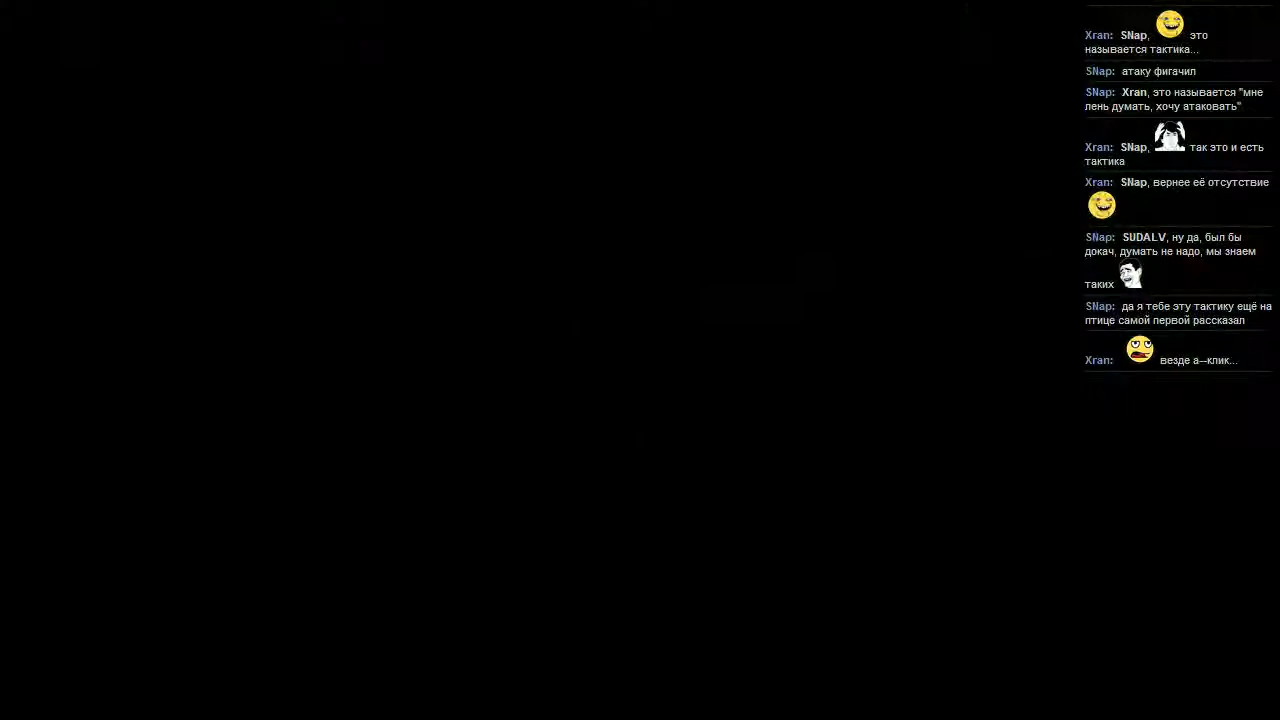 Xran: SNap, это
называется тактика...
SNap: атаку фигачил
SNap: Xran, это называется "мне
лень думать, хочу атаковать"
Xran: SNap, так это и есть
тактика
Xran: SNap, вернее её отсутствие
SNap: SUDALV, ну да, был бы
докач, думать не надо, мы знаем
таких
SNap: да я тебе эту тактику ещё на
птице самой первой рассказал
Xran: везде а--клик...